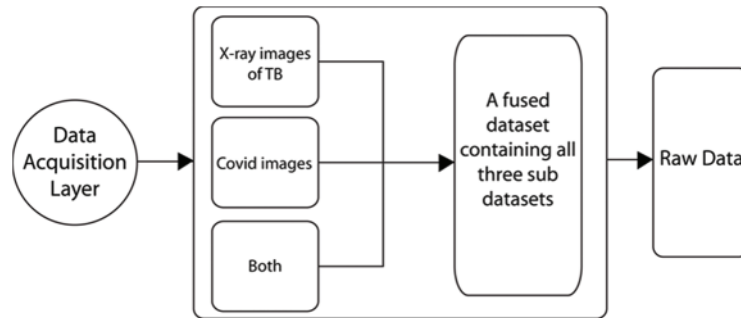 Data
Acquisition
Layer
X-ray images
of TB
Covid images
Both
A fused
dataset
containing all
three sub
datasets
Raw Data